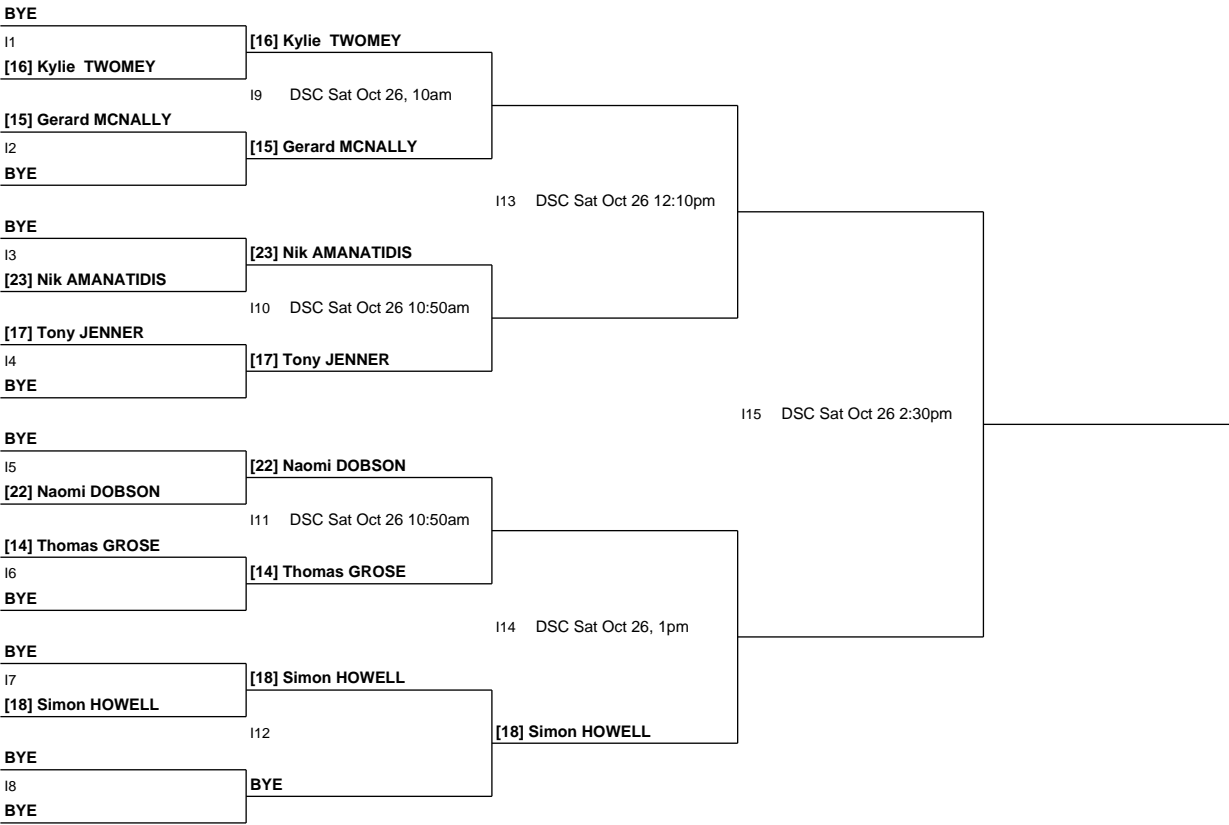 BYE
I1
[16] Kylie  TWOMEY
[16] Kylie  TWOMEY
I9 DSC Sat Oct 26, 10am
[15] Gerard MCNALLY
I2
BYE
[15] Gerard MCNALLY
I13 DSC Sat Oct 26 12:10pm
BYE
I3
[23] Nik AMANATIDIS
[23] Nik AMANATIDIS
I10 DSC Sat Oct 26 10:50am
[17] Tony JENNER
I4
BYE
[17] Tony JENNER
I15 DSC Sat Oct 26 2:30pm
BYE
I5
[22] Naomi DOBSON
[22] Naomi DOBSON
I11 DSC Sat Oct 26 10:50am
[14] Thomas GROSE
I6
BYE
[14] Thomas GROSE
I14 DSC Sat Oct 26, 1pm
BYE
I7
[18] Simon HOWELL
[18] Simon HOWELL
I12
[18] Simon HOWELL
BYE
I8
BYE
BYE